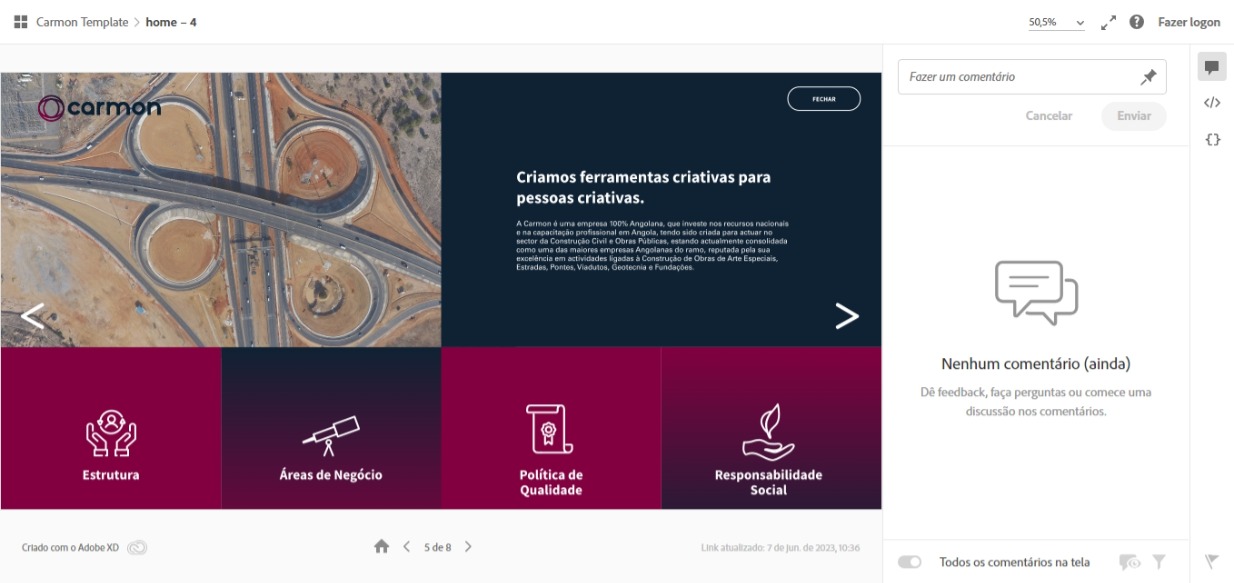 Carmon Template > home – 4
50,5%
Fazer logon
carmon
FECHAR
Criamos ferramentas criativas para
pessoas criativas.
A Carmon é uma empresa 100% Angolana, que investe nos recursos nacionais
e na capacitação profissional em Angola, tendo sido criada para actuar no
sector da Construção Civil e Obras Públicas, estando actualmente consolidada
como uma das maiores empresas Angolanas do ramo, reputada pela sua
excelência em actividades ligadas à Construção de Obras de Arte Especiais,
Estradas, Pontes, Viadutos, Geotecnia e Fundações.
Estrutura
Áreas de Negócio
Política de
Qualidade
Responsabilidade
Social
Criado com o Adobe XD
5 de 8
Link atualizado: 7 de jun. de 2023, 10:36
Fazer um comentário
Cancelar
Enviar
Nenhum comentário (ainda)
Dê feedback, faça perguntas ou comece uma
discussão nos comentários.
Todos os comentários na tela